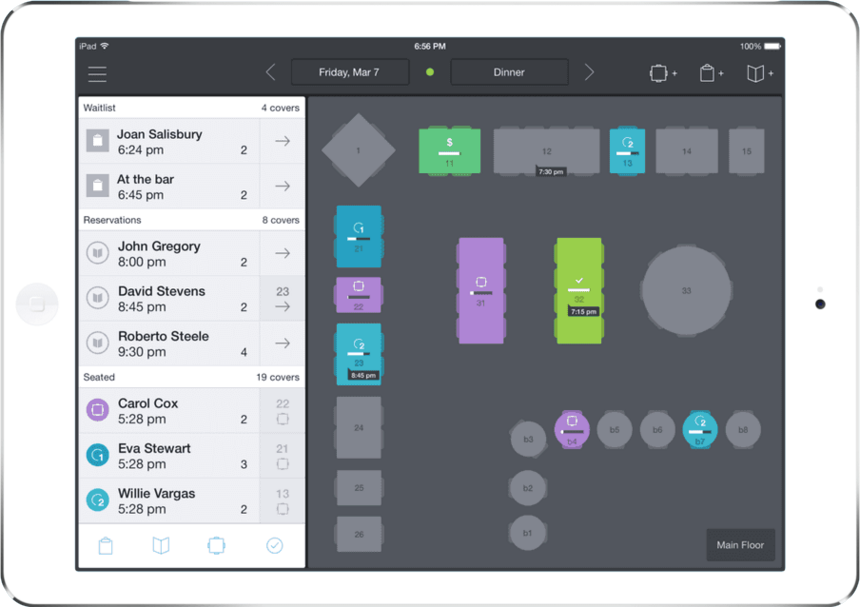 iPad
6:56 PM
100%
Friday, Mar 7
Dinner
+
+
+
Waitlist 4 covers
Joan Salisbury
6:24 pm 2
At the bar
6:45 pm 2
Reservations 8 covers
John Gregory
8:00 pm 2
David Stevens 23
8:45 pm 2
Roberto Steele
9:30 pm 4
Seated 19 covers
Carol Cox 22
5:28 pm 2
Eva Stewart 21
5:28 pm 3
Willie Vargas 13
5:28 pm 2
1
2
1
$
11
12
7:30 pm
2
13
14
15
1
21
22
2
23
8:45 pm
24
25
26
31
32
7:15 pm
33
b3
b4
b5
b6
2
b7
b8
b2
b1
Main Floor